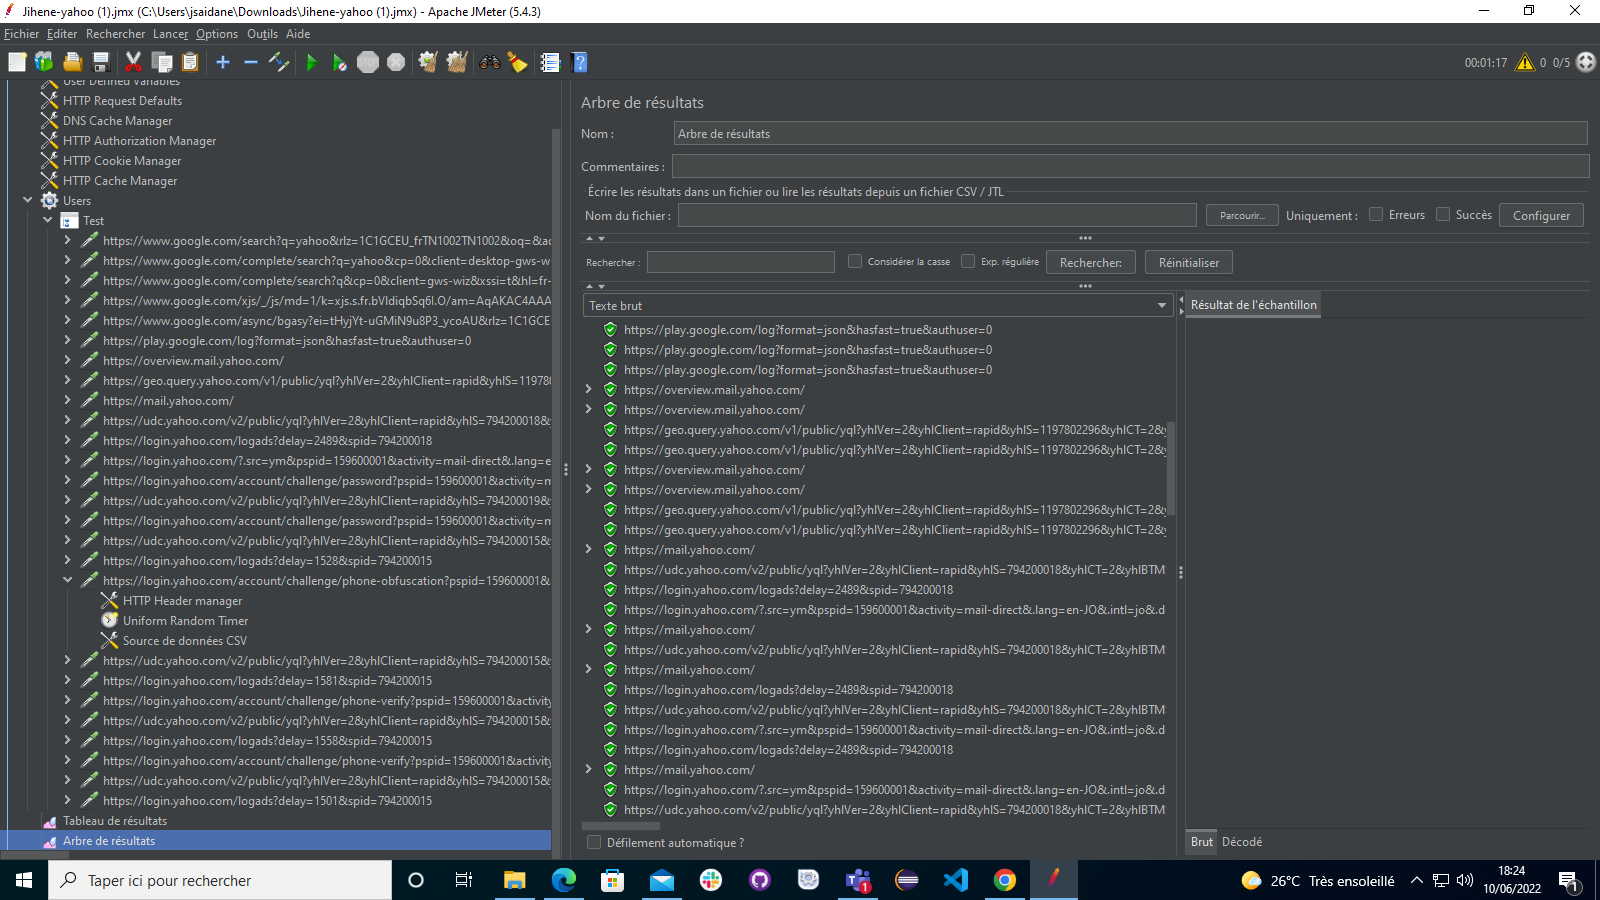 Jihene-yahoo (1).jmx (C:\Users\jsaidane\Downloads\Jihene-yahoo (1).jmx) - Apache JMeter (5.4.3)
Fichier Editer Rechercher Lancer Options Outils Aide
00:01:17 0 0/5
User Defined Variables
HTTP Request Defaults
DNS Cache Manager
HTTP Authorization Manager
HTTP Cookie Manager
HTTP Cache Manager
Users
Test
https://www.google.com/search?q=yahoo&rlz=1C1GCEU_frTN1002TN1002&oq=&ac
https://www.google.com/complete/search?q=yahoo&cp=0&client=desktop-gws-w
https://www.google.com/complete/search?q&cp=0&client=gws-wiz&xssi=t&hl=fr-
https://www.google.com/xjs/_/js/md=1/k=xjs.s.fr.bVldiqbSq6I.O/am=AqAKAC4AAA
https://www.google.com/async/bgasy?ei=tHyjYt-uGMiN9u8P3_ycoAU&rlz=1C1GCE
https://play.google.com/log?format=json&hasfast=true&authuser=0
https://overview.mail.yahoo.com/
https://geo.query.yahoo.com/v1/public/yql?yhlVer=2&yhlClient=rapid&yhlS=119780
https://mail.yahoo.com/
https://udc.yahoo.com/v2/public/yql?yhlVer=2&yhlClient=rapid&yhlS=794200018&y
https://login.yahoo.com/logads?delay=2489&spid=794200018
https://login.yahoo.com/?.src=ym&pspid=159600001&activity=mail-direct&.lang=e
https://login.yahoo.com/account/challenge/password?pspid=159600001&activity=m
https://udc.yahoo.com/v2/public/yql?yhlVer=2&yhlClient=rapid&yhlS=794200019&y
https://login.yahoo.com/account/challenge/password?pspid=159600001&activity=m
https://udc.yahoo.com/v2/public/yql?yhlVer=2&yhlClient=rapid&yhlS=794200015&y
https://login.yahoo.com/logads?delay=1528&spid=794200015
https://login.yahoo.com/account/challenge/phone-obfuscation?pspid=159600001&
HTTP Header manager
Uniform Random Timer
Source de données CSV
https://udc.yahoo.com/v2/public/yql?yhlVer=2&yhlClient=rapid&yhlS=794200015&y
https://login.yahoo.com/logads?delay=1581&spid=794200015
https://login.yahoo.com/account/challenge/phone-verify?pspid=159600001&activity
https://udc.yahoo.com/v2/public/yql?yhlVer=2&yhlClient=rapid&yhlS=794200015&y
https://login.yahoo.com/logads?delay=1558&spid=794200015
https://login.yahoo.com/account/challenge/phone-verify?pspid=159600001&activity
https://udc.yahoo.com/v2/public/yql?yhlVer=2&yhlClient=rapid&yhlS=794200015&y
https://login.yahoo.com/logads?delay=1501&spid=794200015
Tableau de résultats
Arbre de résultats
Arbre de résultats
Nom : Arbre de résultats
Commentaires :
Écrire les résultats dans un fichier ou lire les résultats depuis un fichier CSV / JTL
Nom du fichier : Parcourir... Uniquement : Erreurs Succès Configurer
Rechercher : Considérer la casse Exp. régulière Rechercher: Réinitialiser
Texte brut
https://play.google.com/log?format=json&hasfast=true&authuser=0
https://play.google.com/log?format=json&hasfast=true&authuser=0
https://play.google.com/log?format=json&hasfast=true&authuser=0
https://overview.mail.yahoo.com/
https://overview.mail.yahoo.com/
https://geo.query.yahoo.com/v1/public/yql?yhlVer=2&yhlClient=rapid&yhlS=1197802296&yhlCT=2&y
https://geo.query.yahoo.com/v1/public/yql?yhlVer=2&yhlClient=rapid&yhlS=1197802296&yhlCT=2&y
https://overview.mail.yahoo.com/
https://overview.mail.yahoo.com/
https://geo.query.yahoo.com/v1/public/yql?yhlVer=2&yhlClient=rapid&yhlS=1197802296&yhlCT=2&y
https://geo.query.yahoo.com/v1/public/yql?yhlVer=2&yhlClient=rapid&yhlS=1197802296&yhlCT=2&y
https://mail.yahoo.com/
https://udc.yahoo.com/v2/public/yql?yhlVer=2&yhlClient=rapid&yhlS=794200018&yhlCT=2&yhlBTMS
https://login.yahoo.com/logads?delay=2489&spid=794200018
https://login.yahoo.com/?.src=ym&pspid=159600001&activity=mail-direct&.lang=en-JO&.intl=jo&.d
https://mail.yahoo.com/
https://udc.yahoo.com/v2/public/yql?yhlVer=2&yhlClient=rapid&yhlS=794200018&yhlCT=2&yhlBTMS
https://mail.yahoo.com/
https://login.yahoo.com/logads?delay=2489&spid=794200018
https://udc.yahoo.com/v2/public/yql?yhlVer=2&yhlClient=rapid&yhlS=794200018&yhlCT=2&yhlBTMS
https://login.yahoo.com/?.src=ym&pspid=159600001&activity=mail-direct&.lang=en-JO&.intl=jo&.d
https://login.yahoo.com/logads?delay=2489&spid=794200018
https://mail.yahoo.com/
https://login.yahoo.com/?.src=ym&pspid=159600001&activity=mail-direct&.lang=en-JO&.intl=jo&.d
https://udc.yahoo.com/v2/public/yql?yhlVer=2&yhlClient=rapid&yhlS=794200018&yhlCT=2&yhlBTMS
Défilement automatique ?
Résultat de l'échantillon
Brut Décodé
Taper ici pour rechercher
1
26°C Très ensoleillé
18:24
10/06/2022
1